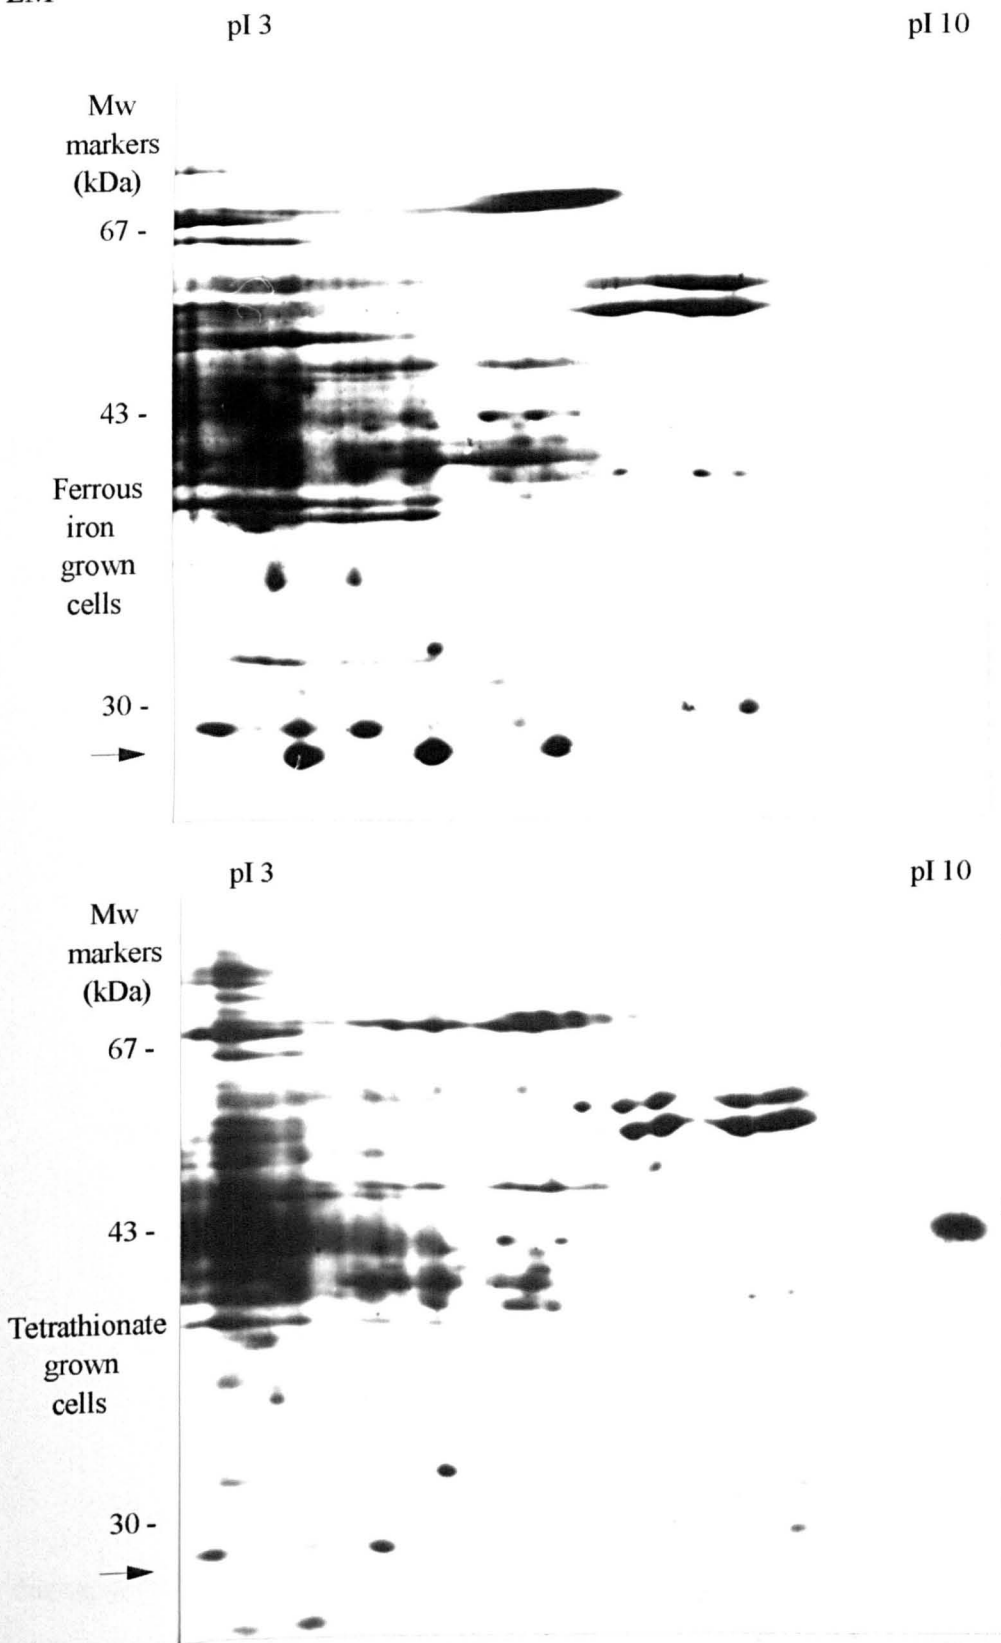 pI 3 pI 10
Mw
markers
(kDa)
67 -
43 -
Ferrous
iron
grown
cells
30 -
pI 3 pI 10
Mw
markers
(kDa)
67 -
43 -
Tetrathionate
grown
cells
30 -